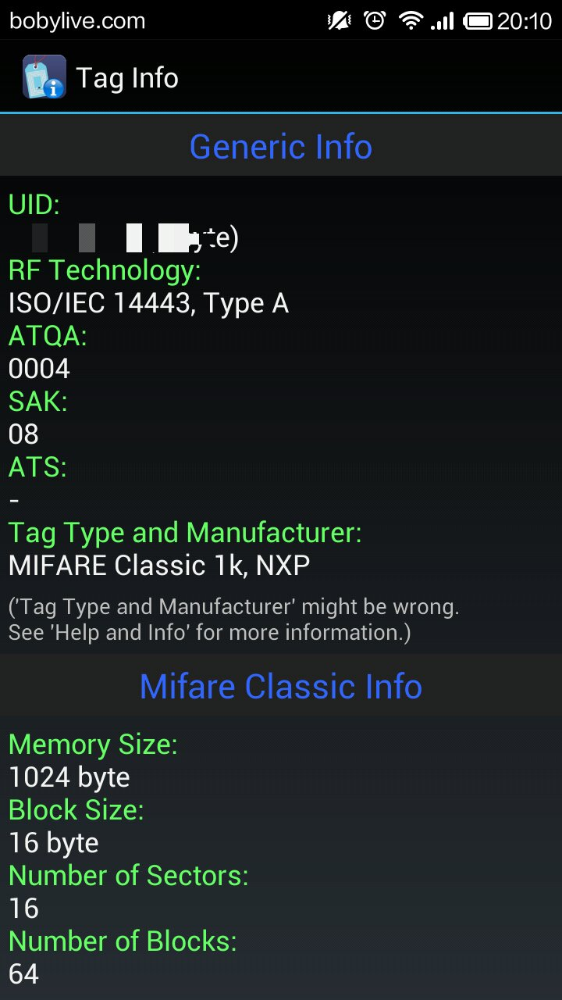 bobylive.com
20:10
Tag Info
Generic Info
UID:
RF Technology:
ISO/IEC 14443, Type A
ATQA:
0004
SAK:
08
ATS:
-
Tag Type and Manufacturer:
MIFARE Classic 1k, NXP
('Tag Type and Manufacturer' might be wrong.
See 'Help and Info' for more information.)
Mifare Classic Info
Memory Size:
1024 byte
Block Size:
16 byte
Number of Sectors:
16
Number of Blocks:
64